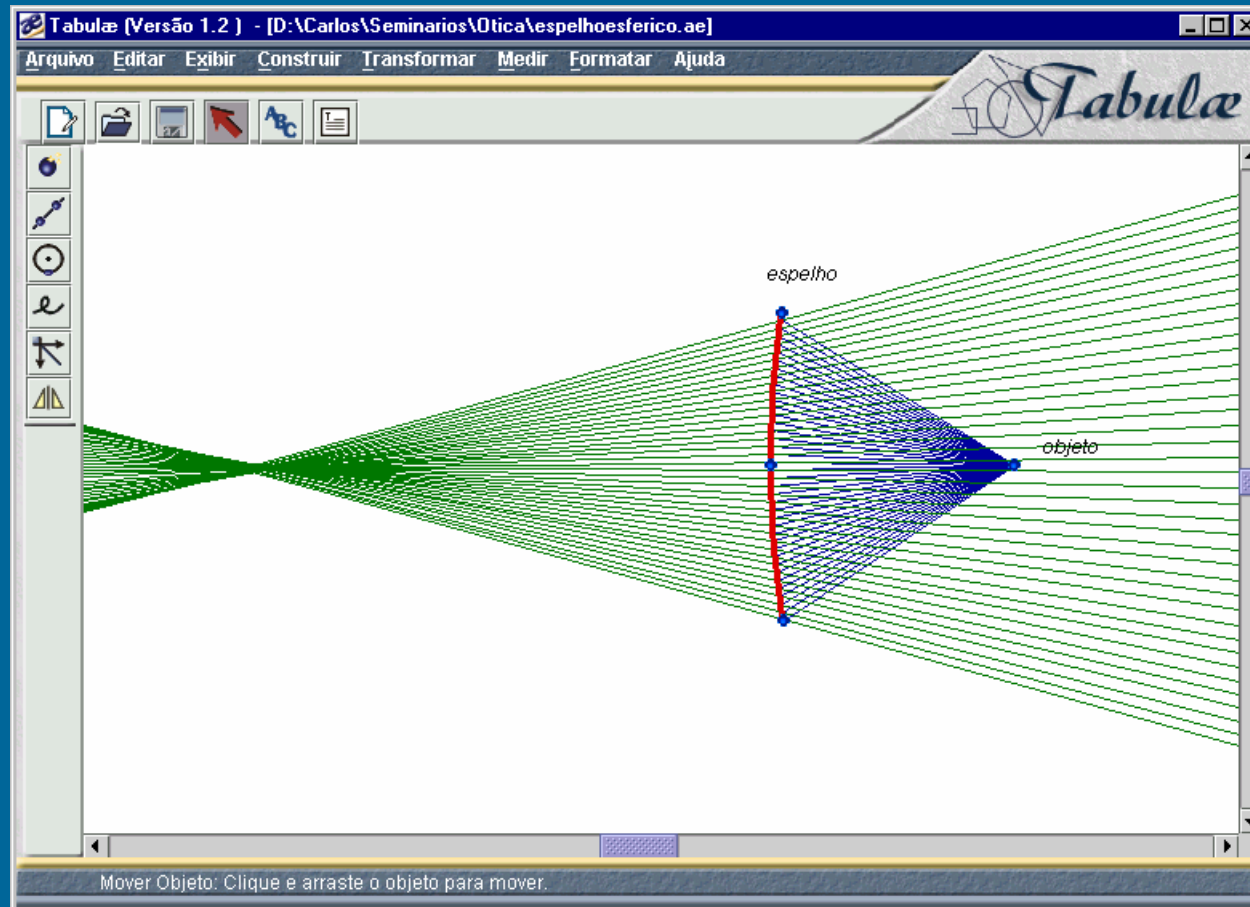 Tabulæ (Versão 1.2 ) - [D:\Carlos\Seminarios\Otica\espelhoesferico.ae]
Arquivo Editar Exibir Construir Transformar Medir Formatar Ajuda
Tabulæ
ABC
espelho
objeto
Mover Objeto: Clique e arraste o objeto para mover.